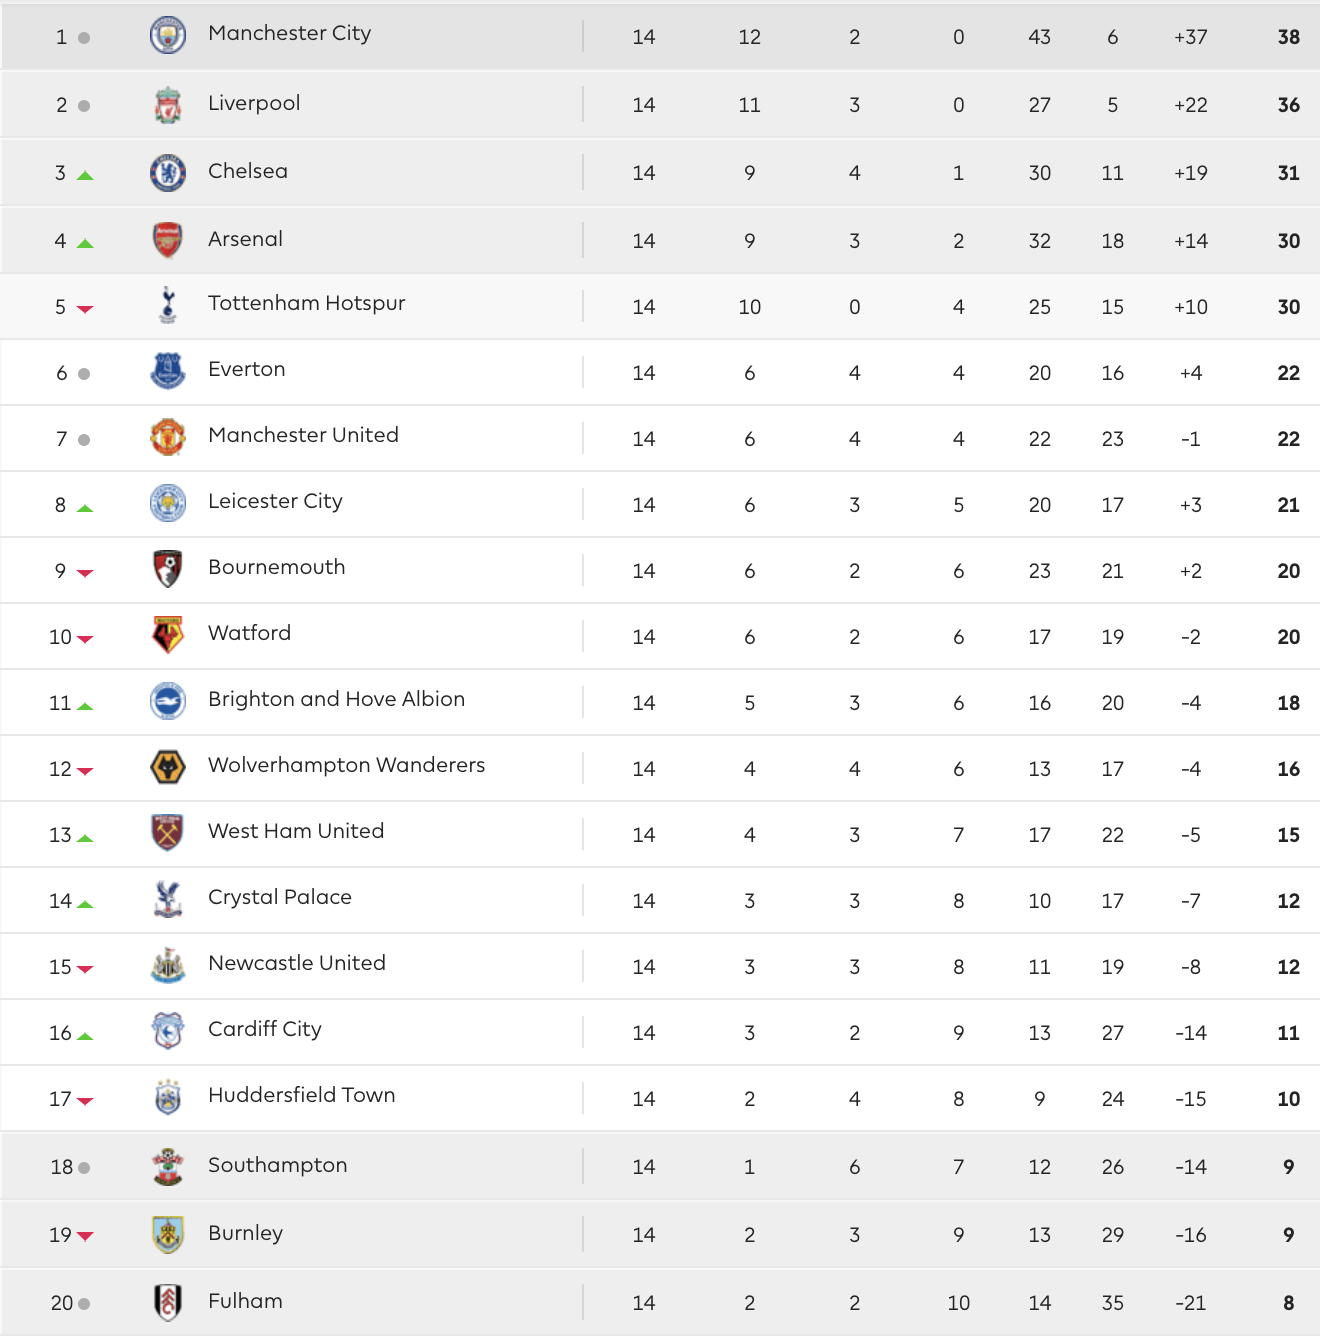 1 Manchester City 14 12 2 0 43 6 +37 38
2 Liverpool 14 11 3 0 27 5 +22 36
3 Chelsea 14 9 4 1 30 11 +19 31
4 Arsenal 14 9 3 2 32 18 +14 30
5 Tottenham Hotspur 14 10 0 4 25 15 +10 30
6 Everton 14 6 4 4 20 16 +4 22
7 Manchester United 14 6 4 4 22 23 -1 22
8 Leicester City 14 6 3 5 20 17 +3 21
9 Bournemouth 14 6 2 6 23 21 +2 20
10 Watford 14 6 2 6 17 19 -2 20
11 Brighton and Hove Albion 14 5 3 6 16 20 -4 18
12 Wolverhampton Wanderers 14 4 4 6 13 17 -4 16
13 West Ham United 14 4 3 7 17 22 -5 15
14 Crystal Palace 14 3 3 8 10 17 -7 12
15 Newcastle United 14 3 3 8 11 19 -8 12
16 Cardiff City 14 3 2 9 13 27 -14 11
17 Huddersfield Town 14 2 4 8 9 24 -15 10
18 Southampton 14 1 6 7 12 26 -14 9
19 Burnley 14 2 3 9 13 29 -16 9
20 Fulham 14 2 2 10 14 35 -21 8